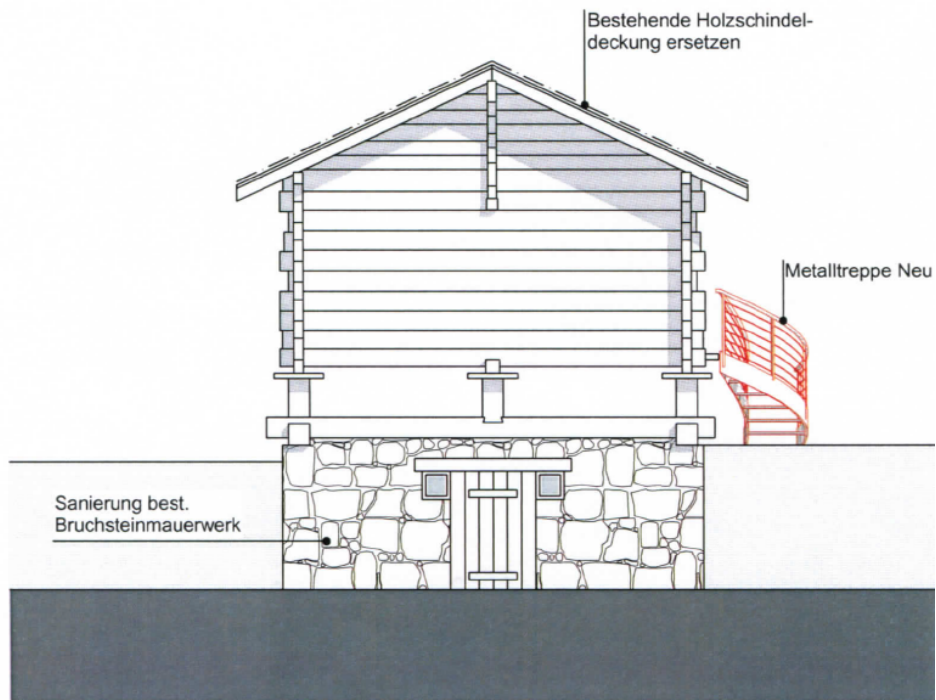 Bestehende Holzschindel-
deckung ersetzen
Metalltreppe Neu
Sanierung best.
Bruchsteinmauerwerk